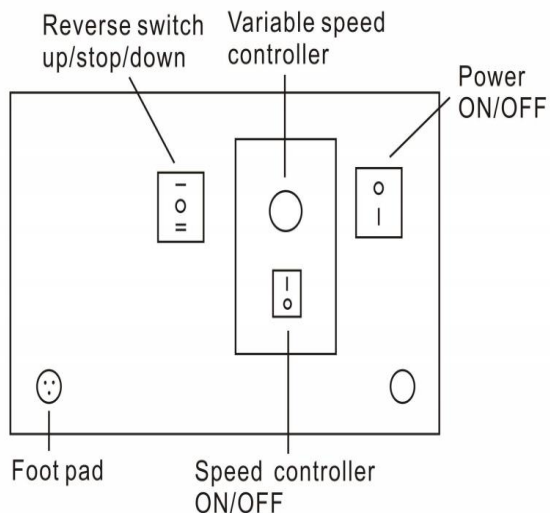 Reverse switch
up/stop/down
Variable speed
controller
Power
ON/OFF
Foot pad
Speed controller
ON/OFF